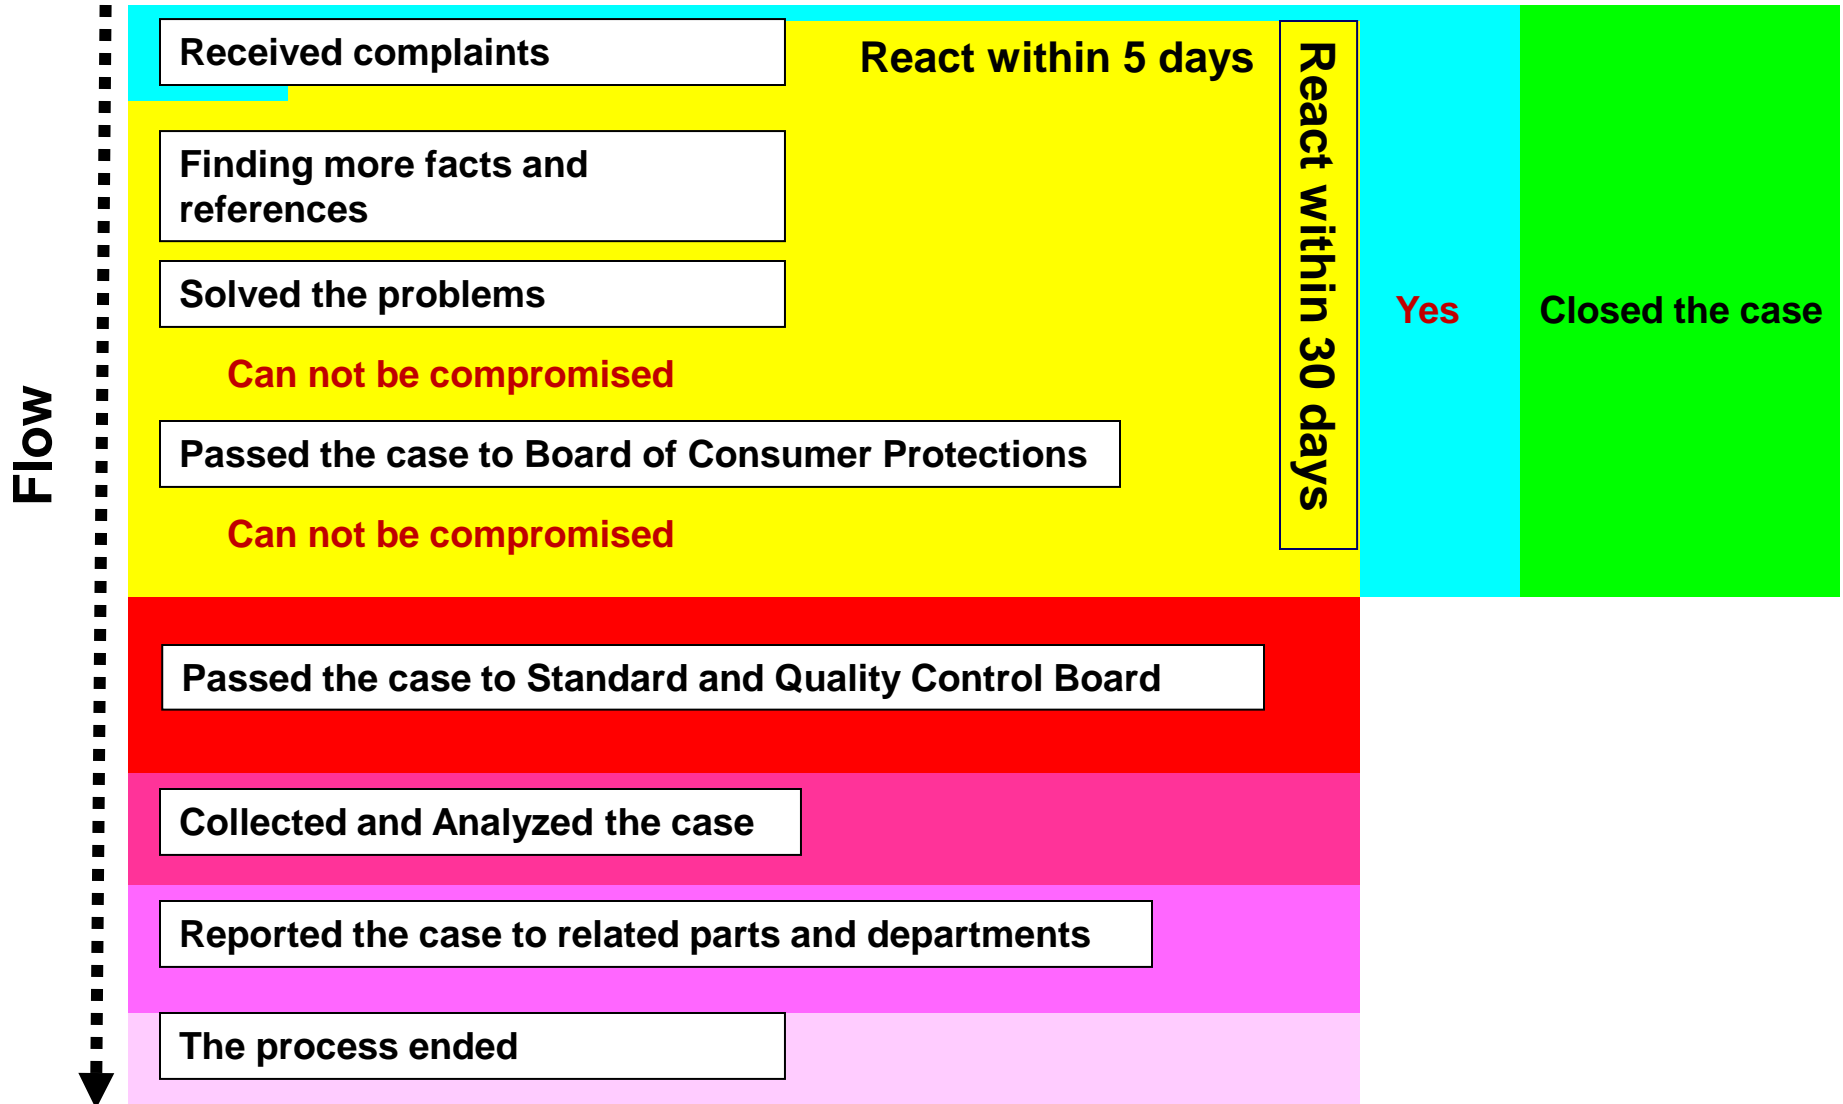 Flow
Received complaints
React within 5 days
React within 30 days
Finding more facts and
references
Solved the problems
Yes
Closed the case
Can not be compromised
Passed the case to Board of Consumer Protections
Can not be compromised
Passed the case to Standard and Quality Control Board
Collected and Analyzed the case
Reported the case to related parts and departments
The process ended